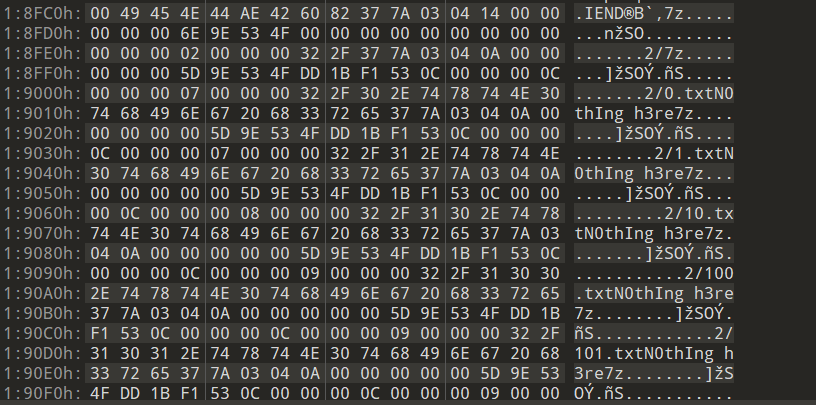 1:8FC0h: 00 49 45 4E 44 AE 42 60 82 37 7A 03 04 14 00 00 .IEND®B`‚7z.....
1:8FD0h: 00 00 00 6E 9E 53 4F 00 00 00 00 00 00 00 00 00 ...nžSO.........
1:8FE0h: 00 00 00 02 00 00 00 32 2F 37 7A 03 04 0A 00 00 .......2/7z.....
1:8FF0h: 00 00 00 5D 9E 53 4F DD 1B F1 53 0C 00 00 00 0C ...]žSOÝ.ñS.....
1:9000h: 00 00 00 07 00 00 00 32 2F 30 2E 74 78 74 4E 30 .......2/0.txtN0
1:9010h: 74 68 49 6E 67 20 68 33 72 65 37 7A 03 04 0A 00 thIng h3re7z....
1:9020h: 00 00 00 00 5D 9E 53 4F DD 1B F1 53 0C 00 00 00 ....]žSOÝ.ñS....
1:9030h: 0C 00 00 00 07 00 00 00 32 2F 31 2E 74 78 74 4E ........2/1.txtN
1:9040h: 30 74 68 49 6E 67 20 68 33 72 65 37 7A 03 04 0A 0thIng h3re7z...
1:9050h: 00 00 00 00 00 5D 9E 53 4F DD 1B F1 53 0C 00 00 .....]žSOÝ.ñS...
1:9060h: 00 0C 00 00 00 08 00 00 00 32 2F 31 30 2E 74 78 .........2/10.tx
1:9070h: 74 4E 30 74 68 49 6E 67 20 68 33 72 65 37 7A 03 tN0thIng h3re7z.
1:9080h: 04 0A 00 00 00 00 00 5D 9E 53 4F DD 1B F1 53 0C .......]žSOÝ.ñS.
1:9090h: 00 00 00 0C 00 00 00 09 00 00 00 32 2F 31 30 30 ...........2/100
1:90A0h: 2E 74 78 74 4E 30 74 68 49 6E 67 20 68 33 72 65 .txtN0thIng h3re
1:90B0h: 37 7A 03 04 0A 00 00 00 00 00 5D 9E 53 4F DD 1B 7z........]žSOÝ.
1:90C0h: F1 53 0C 00 00 00 0C 00 00 00 09 00 00 00 32 2F ñS............2/
1:90D0h: 31 30 31 2E 74 78 74 4E 30 74 68 49 6E 67 20 68 101.txtN0thIng h
1:90E0h: 33 72 65 37 7A 03 04 0A 00 00 00 00 00 5D 9E 53 3re7z........]žS
1:90F0h: 4F DD 1B F1 53 0C 00 00 00 0C 00 00 00 09 00 00 OÝ.ñS...........